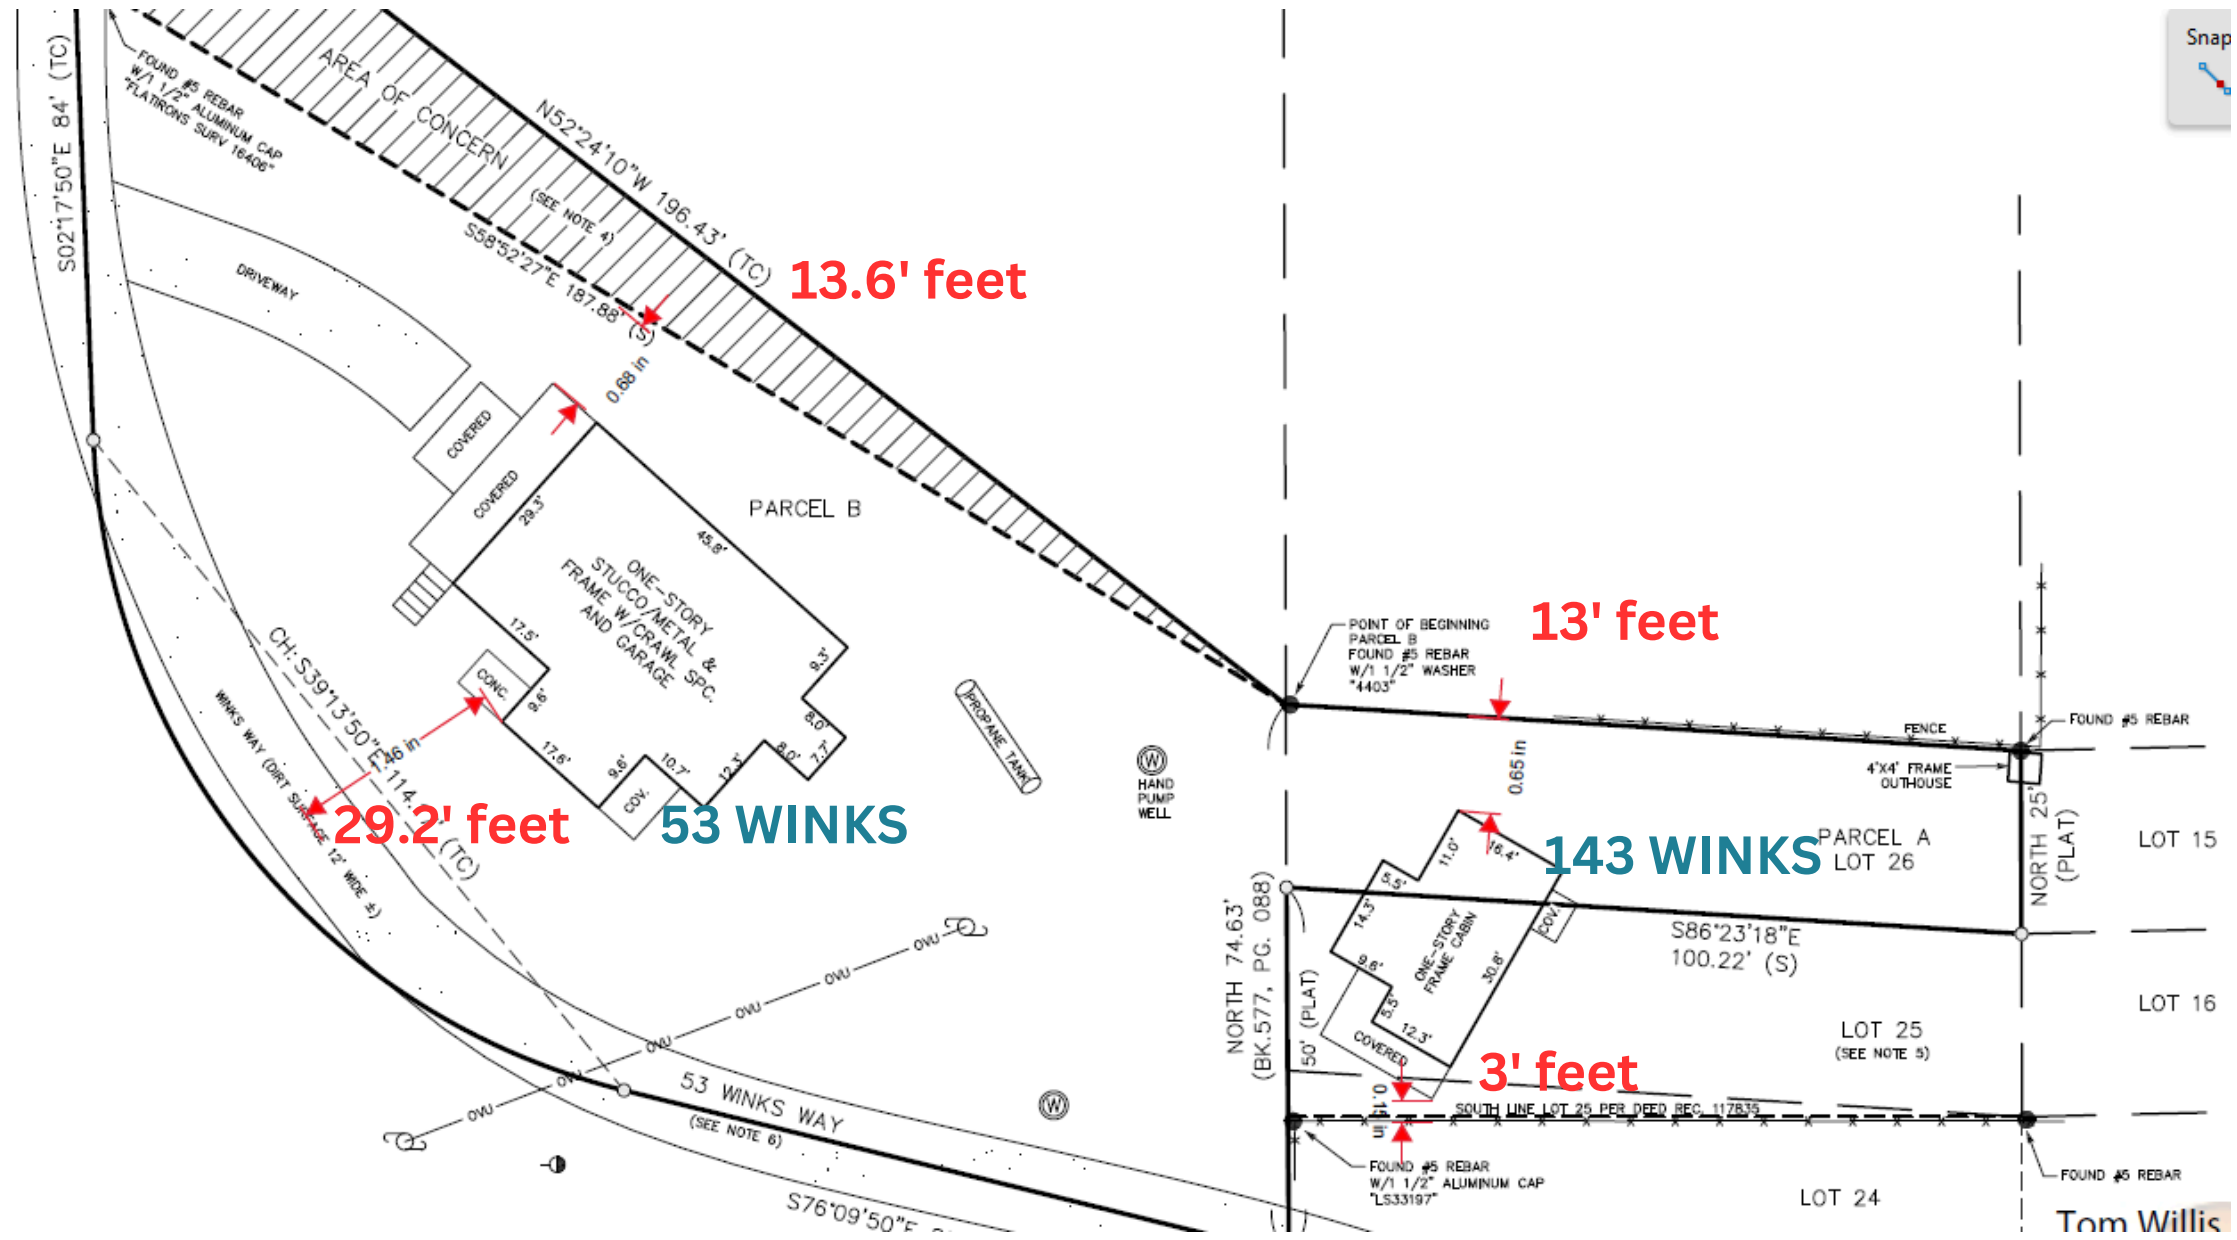 Snap
S02°17'50"E 84' (TC)
FOUND #5 REBAR
W/1 1/2" ALUMINUM CAP
"FLATIRONS SURV 16406"
AREA OF CONCERN
(SEE NOTE 4)
N52°24'10"W 196.43' (TC)
S58°52'27"E 187.88' (S)
13.6' feet
0.68 in
DRIVEWAY
COVERED
COVERED
29.3'
45.8'
PARCEL B
ONE-STORY
STUCCO/METAL &
FRAME W/CRAWL SPC.
AND GARAGE
17.5'
CONC.
9.6'
17.6'
9.6'
COV.
10.7'
12.3'
8.0'
7.7'
8.0'
9.3'
PROPANE TANK
W
HAND
PUMP
WELL
CH: S39°13'50"E 114.
(TC)
1.46 in
29.2' feet
53 WINKS
WINKS WAY (DIRT SURFACE 12' WIDE ±)
OVU
OVU
OVU
OVU
OVU
OVU
W
53 WINKS WAY
(SEE NOTE 6)
S76°09'50"E
POINT OF BEGINNING
PARCEL B
FOUND #5 REBAR
W/1 1/2" WASHER
"4403"
13' feet
0.65 in
FENCE
FOUND #5 REBAR
4'X4' FRAME
OUTHOUSE
NORTH 25'
(PLAT)
LOT 15
PARCEL A
LOT 26
143 WINKS
16.4'
11.0'
5.5'
14.3'
ONE-STORY
FRAME CABIN
COV.
30.8'
9.8'
5.5'
12.3'
COVERED
S86°23'18"E
100.22' (S)
LOT 16
LOT 25
(SEE NOTE 5)
NORTH 74.63'
(BK.577, PG. 088)
50' (PLAT)
3' feet
0.15 in
SOUTH LINE LOT 25 PER DEED REC. 117835
FOUND #5 REBAR
W/1 1/2" ALUMINUM CAP
"LS33197"
FOUND #5 REBAR
LOT 24
Tom Willis